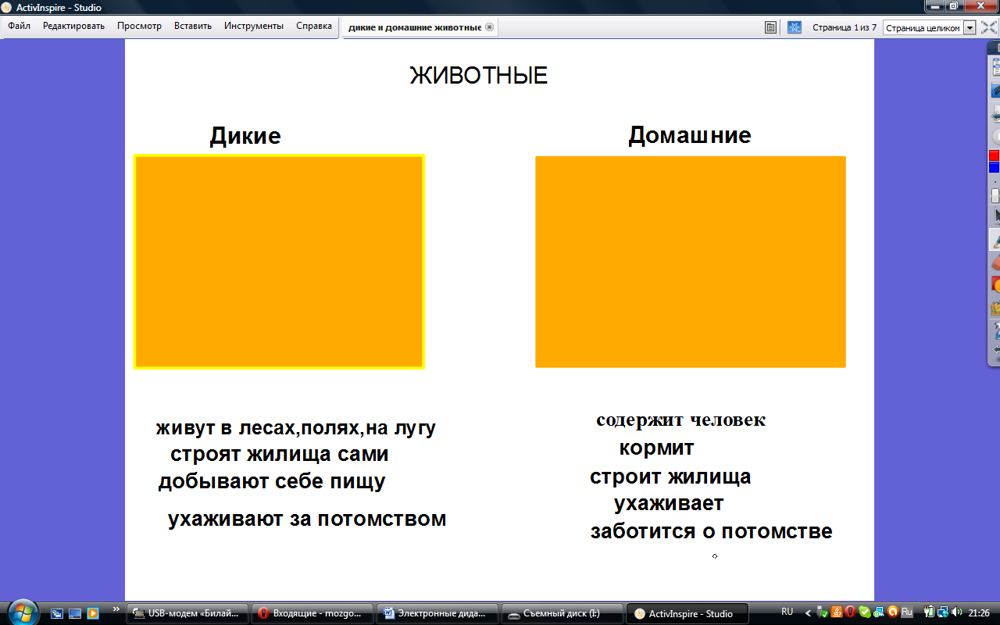 ActivInspire - Studio
Файл Редактировать Просмотр Вставить Инструменты Справка
дикие и домашние животные
Страница 1 из 7
Страница целиком
ЖИВОТНЫЕ
Дикие
Домашние
живут в лесах,полях,на лугу
строят жилища сами
добывают себе пищу
ухаживают за потомством
содержит человек
кормит
строит жилища
ухаживает
заботится о потомстве
USB-модем «Билай...
Входящие - mozgo...
Электронные дида...
Съемный диск (I:)
ActivInspire - Studio
RU
Ru
21:26